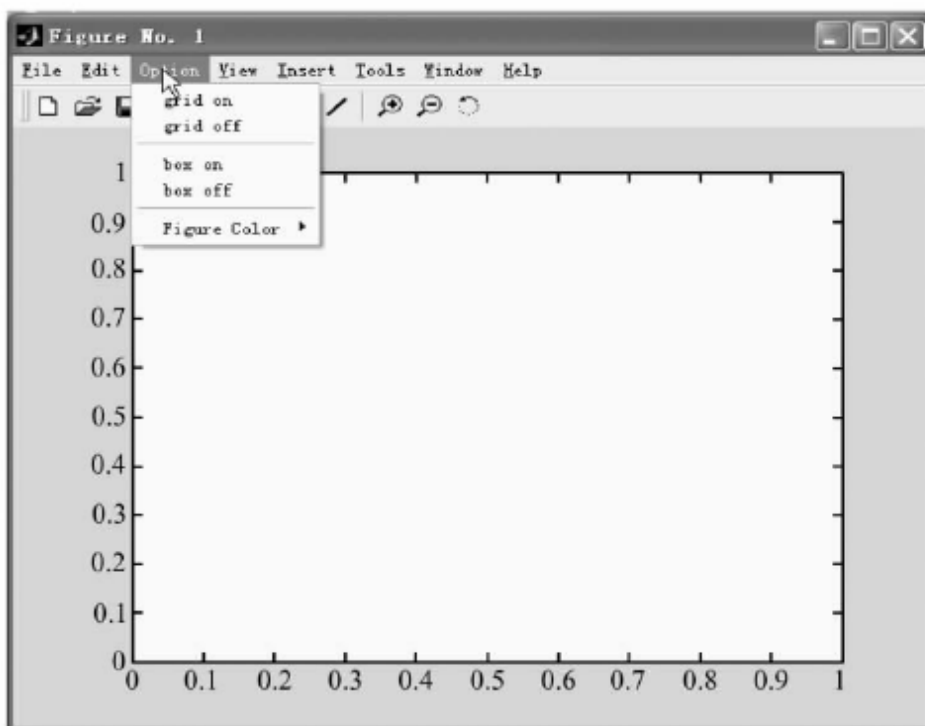 Figure No. 1
File Edit Option View Insert Tools Window Help
grid on
grid off
box on
box off
Figure Color
1
0.9
0.8
0.7
0.6
0.5
0.4
0.3
0.2
0.1
0
0 0.1 0.2 0.3 0.4 0.5 0.6 0.7 0.8 0.9 1